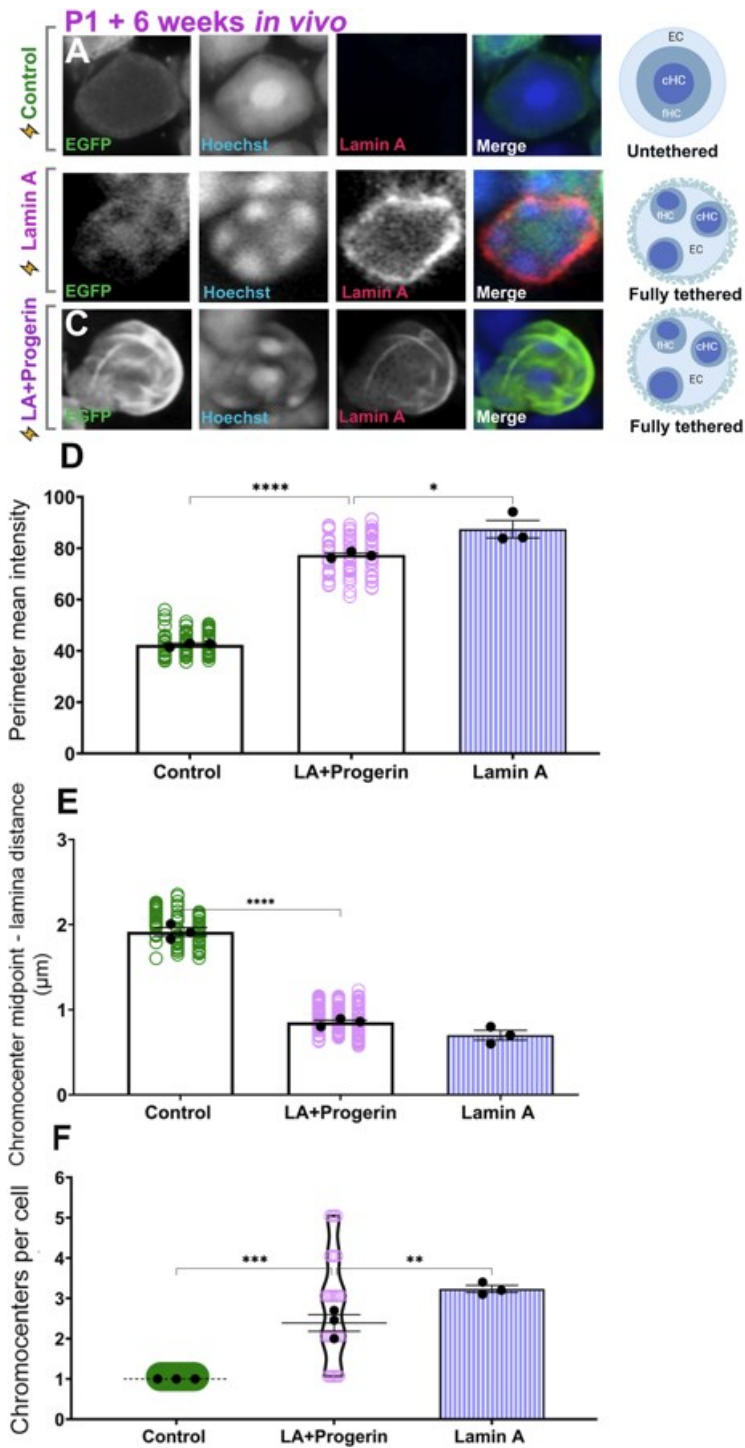 P1 + 6 weeks in vivo
Control
A
EGFP
Hoechst
Lamin A
Merge
EC
cHC
fHC
Untethered
Lamin A
EGFP
Hoechst
Lamin A
Merge
fHC
cHC
EC
Fully tethered
LA+Progerin
C
EGFP
Hoechst
Lamin A
Merge
fHC
cHC
EC
Fully tethered
D
Perimeter mean intensity
100
80
60
40
20
0
****
*
Control
LA+Progerin
Lamin A
E
Chromocenter midpoint - lamina distance
(µm)
3
2
1
0
****
Control
LA+Progerin
Lamin A
F
Chromocenters per cell
6
5
4
3
2
1
0
***
**
Control
LA+Progerin
Lamin A